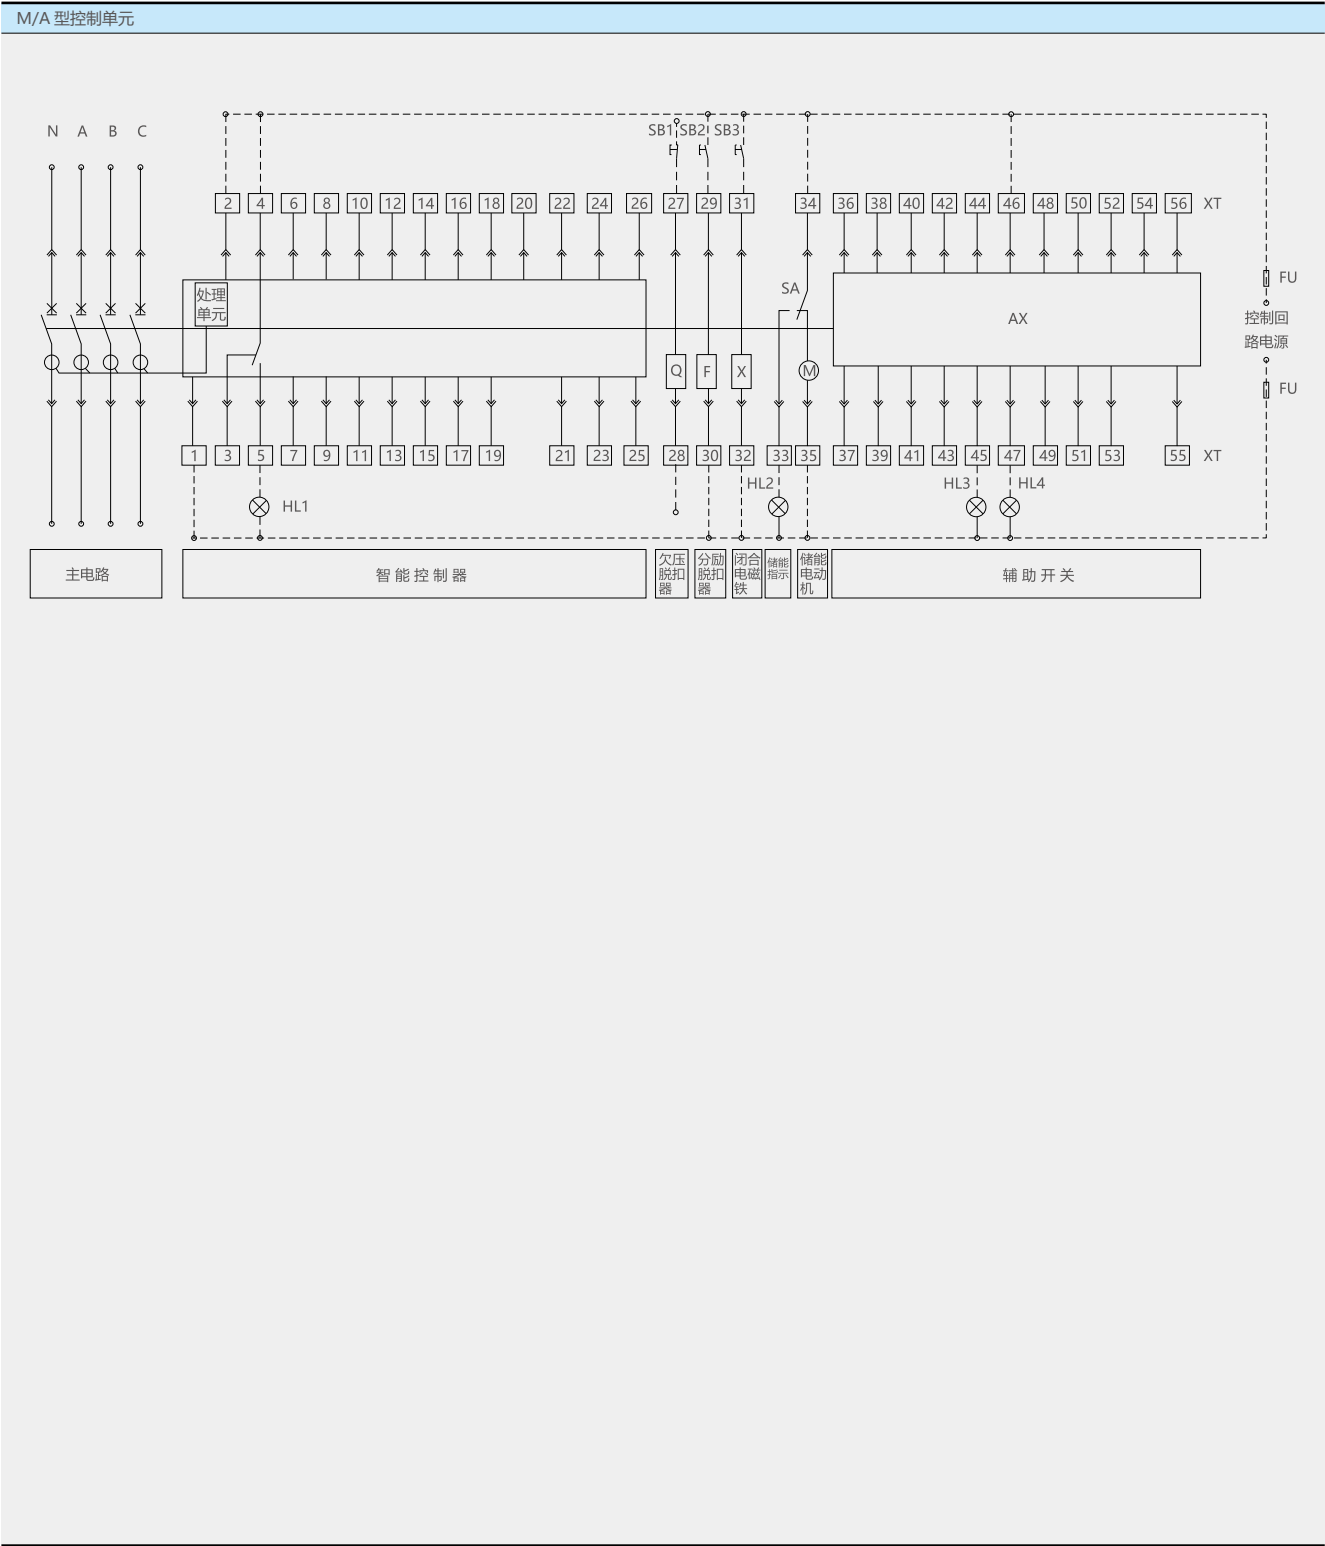 M/A 型控制单元
N A B C
SB1 SB2 SB3
2 4 6 8 10 12 14 16 18 20 22 24 26 27 29 31 34 36 38 40 42 44 46 48 50 52 54 56 XT
FU
处理
单元
SA
AX
控制回
路电源
Q F X M
FU
1 3 5 7 9 11 13 15 17 19 21 23 25 28 30 32 33 35 37 39 41 43 45 47 49 51 53 55 XT
HL1 HL2 HL3 HL4
主电路
智能控制器
欠压
脱扣
器
分励
脱扣
器
闭合
电磁
铁
储能
指示
储能
电动
机
辅助开关